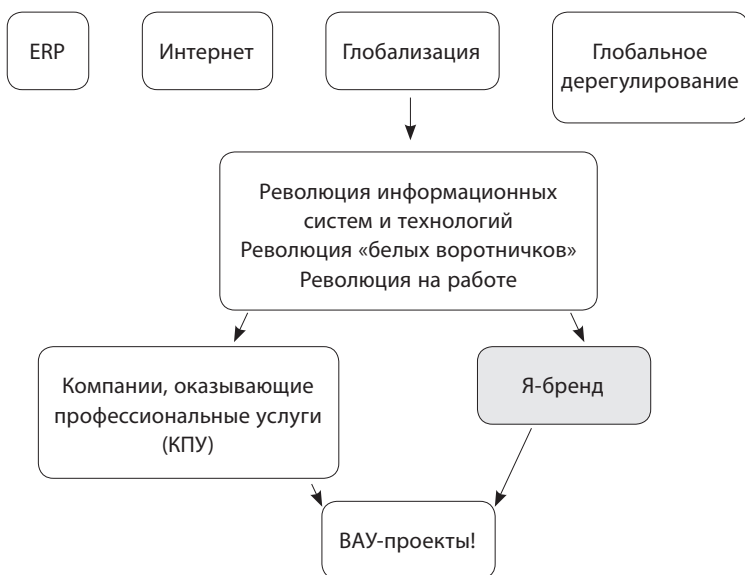 ERP
Интернет
Глобализация
Глобальное
дерегулирование
Революция информационных
систем и технологий
Революция «белых воротничков»
Революция на работе
Компании, оказывающие
профессиональные услуги
(КПУ)
Я-бренд
ВАУ-проекты!